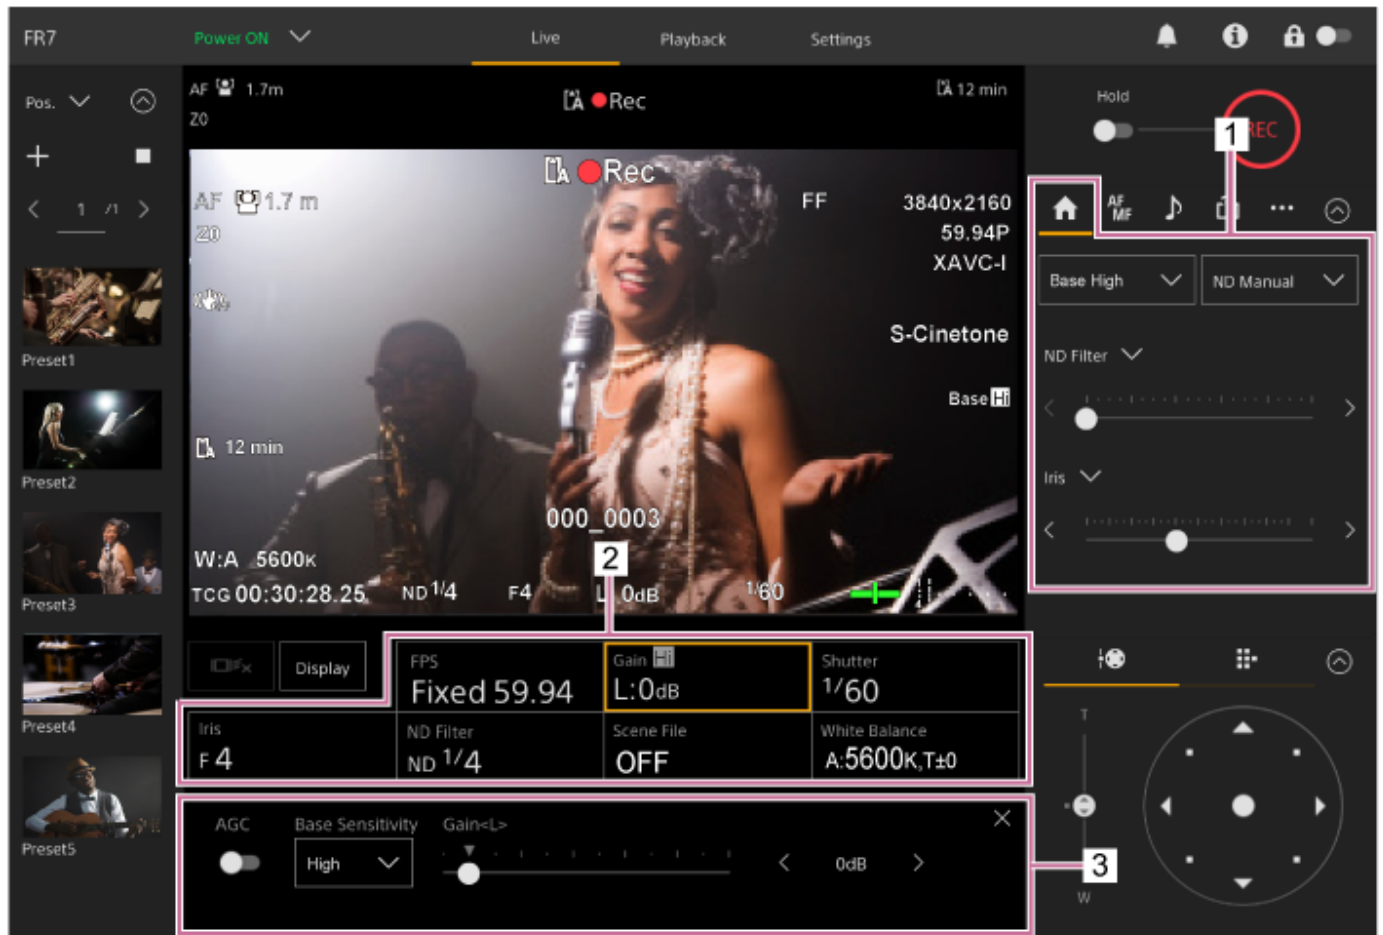 FR7
Power ON
Live
Playback
Settings
Pos.
1 /1
Preset1
Preset2
Preset3
Preset4
Preset5
AF 1.7m
Z0
A Rec
A 12 min
A Rec
AF 1.7 m
Z0
FF
3840x2160
59.94P
XAVC-I
S-Cinetone
Base Hi
A 12 min
000_0003
W:A 5600K
TCG 00:30:28.25
ND 1/4
F4
L 0dB
1/60
2
Display
FPS
Fixed 59.94
Gain Hi
L:0dB
Shutter
1/60
Iris
F 4
ND Filter
ND 1/4
Scene File
OFF
White Balance
A:5600K,T±0
AGC
Base Sensitivity
High
Gain<L>
0dB
3
Hold
1
EC
AF
MF
Base High
ND Manual
ND Filter
Iris
T
W